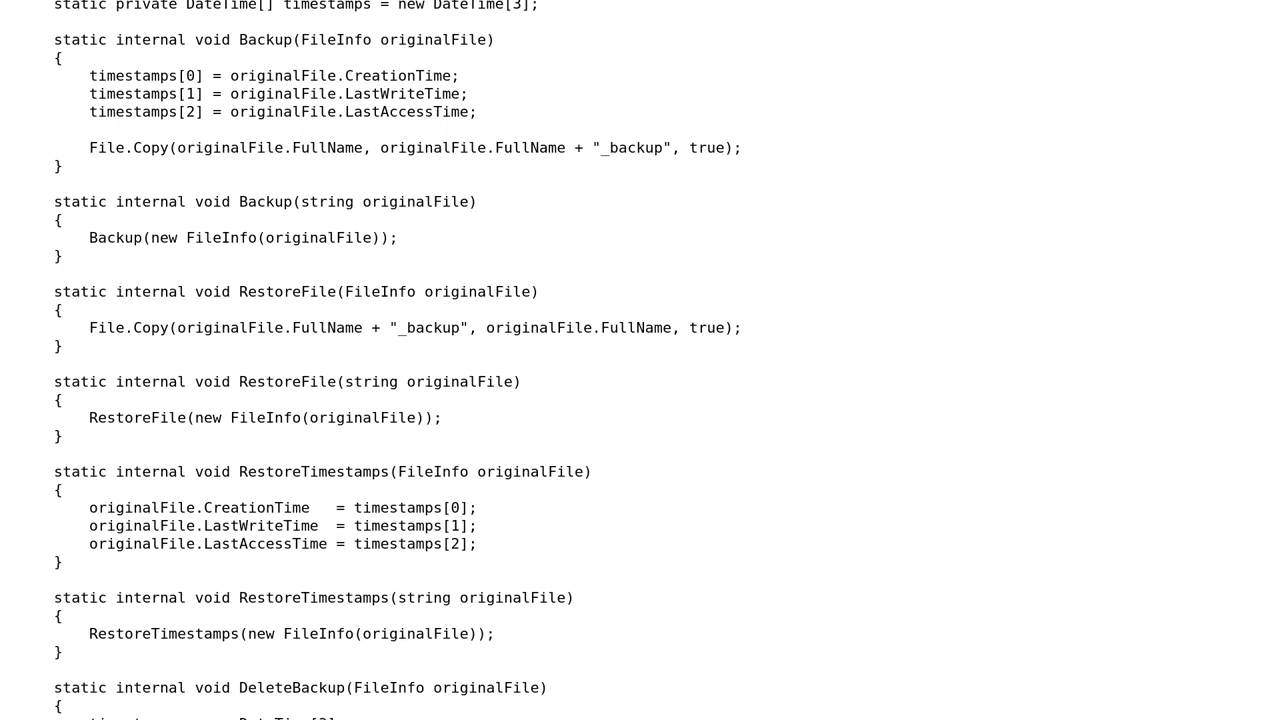 static private DateTime[] timestamps = new DateTime[3];
static internal void Backup(FileInfo originalFile)
{
timestamps[0] = originalFile.CreationTime;
timestamps[1] = originalFile.LastWriteTime;
timestamps[2] = originalFile.LastAccessTime;
File.Copy(originalFile.FullName, originalFile.FullName + "_backup", true);
}
static internal void Backup(string originalFile)
{
Backup(new FileInfo(originalFile));
}
static internal void RestoreFile(FileInfo originalFile)
{
File.Copy(originalFile.FullName + "_backup", originalFile.FullName, true);
}
static internal void RestoreFile(string originalFile)
{
RestoreFile(new FileInfo(originalFile));
}
static internal void RestoreTimestamps(FileInfo originalFile)
{
originalFile.CreationTime   = timestamps[0];
originalFile.LastWriteTime  = timestamps[1];
originalFile.LastAccessTime = timestamps[2];
}
static internal void RestoreTimestamps(string originalFile)
{
RestoreTimestamps(new FileInfo(originalFile));
}
static internal void DeleteBackup(FileInfo originalFile)
{